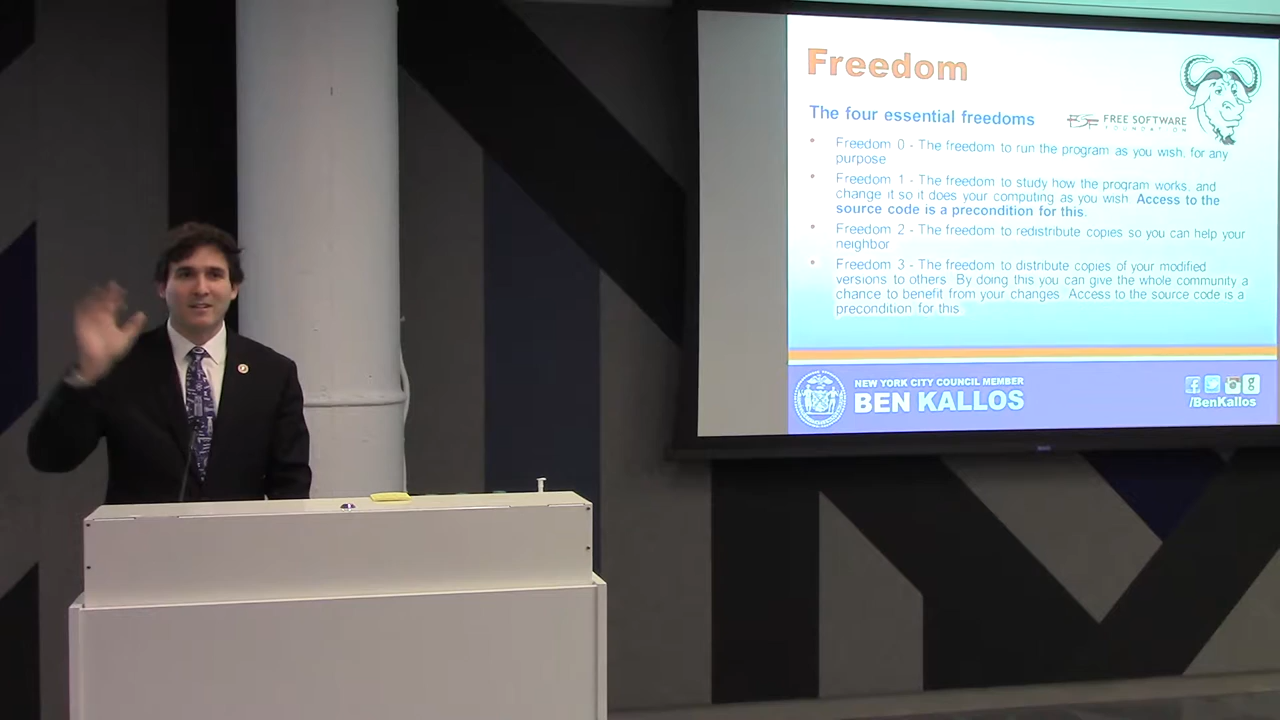 Freedom
The four essential freedoms
FSF FREE SOFTWARE
FOUNDATION
Freedom 0 - The freedom to run the program as you wish, for any
purpose
Freedom 1 - The freedom to study how the program works, and
change it so it does your computing as you wish. Access to the
source code is a precondition for this.
Freedom 2 - The freedom to redistribute copies so you can help your
neighbor
Freedom 3 - The freedom to distribute copies of your modified
versions to others. By doing this you can give the whole community a
chance to benefit from your changes. Access to the source code is a
precondition for this.
NEW YORK CITY COUNCIL MEMBER
BEN KALLOS
/BenKallos